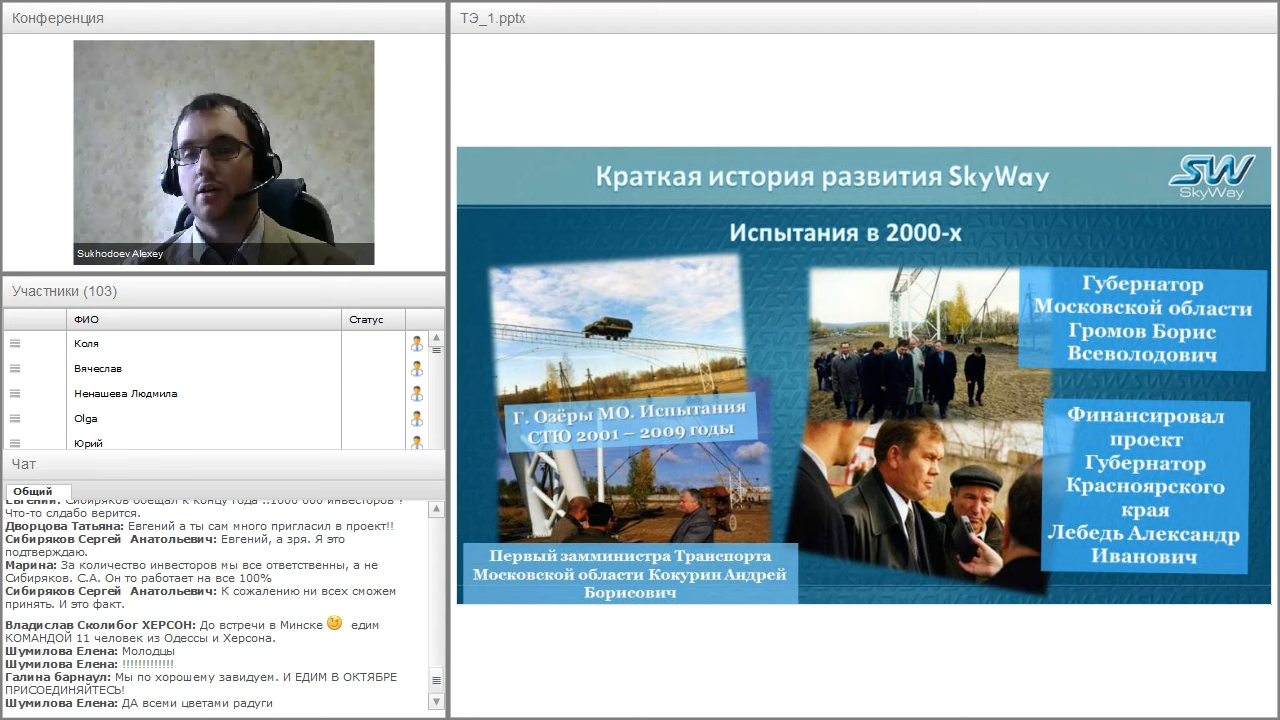 Конференция
Sukhodoev Alexey
Участники (103)
ФИО
Статус
Коля
Вячеслав
Ненашева Людмила
Olga
Юрий
Чат
Общий
Евгений: Сибиряков обещал к концу года ..1000 000 инвесторов ?
Что-то слдабо верится.
Дворцова Татьяна: Евгений а ты сам много пригласил в проект!!
Сибиряков Сергей Анатольевич: Евгений, а зря. Я это
подтверждаю.
Марина: За количество инвесторов мы все ответственны, а не
Сибиряков. С.А. Он то работает на все 100%
Сибиряков Сергей Анатольевич: К сожалению ни всех сможем
принять. И это факт.
Владислав Сколибог ХЕРСОН: До встречи в Минске едим
КОМАНДОЙ 11 человек из Одессы и Херсона.
Шумилова Елена: Молодцы
Шумилова Елена: !!!!!!!!!!!!!
Галина барнаул: Мы по хорошему завидуем. И ЕДИМ В ОКТЯБРЕ
ПРИСОЕДИНЯЙТЕСЬ!
Шумилова Елена: ДА всеми цветами радуги
ТЭ_1.pptx
Краткая история развития SkyWay
SW
SkyWay
Испытания в 2000-х
Г. Озёры МО. Испытания
СТЮ 2001 – 2009 годы
Первый замминистра Транспорта
Московской области Кокурин Андрей
Борисович
Губернатор
Московской области
Громов Борис
Всеволодович
Финансировал
проект
Губернатор
Красноярского
края
Лебедь Александр
Иванович